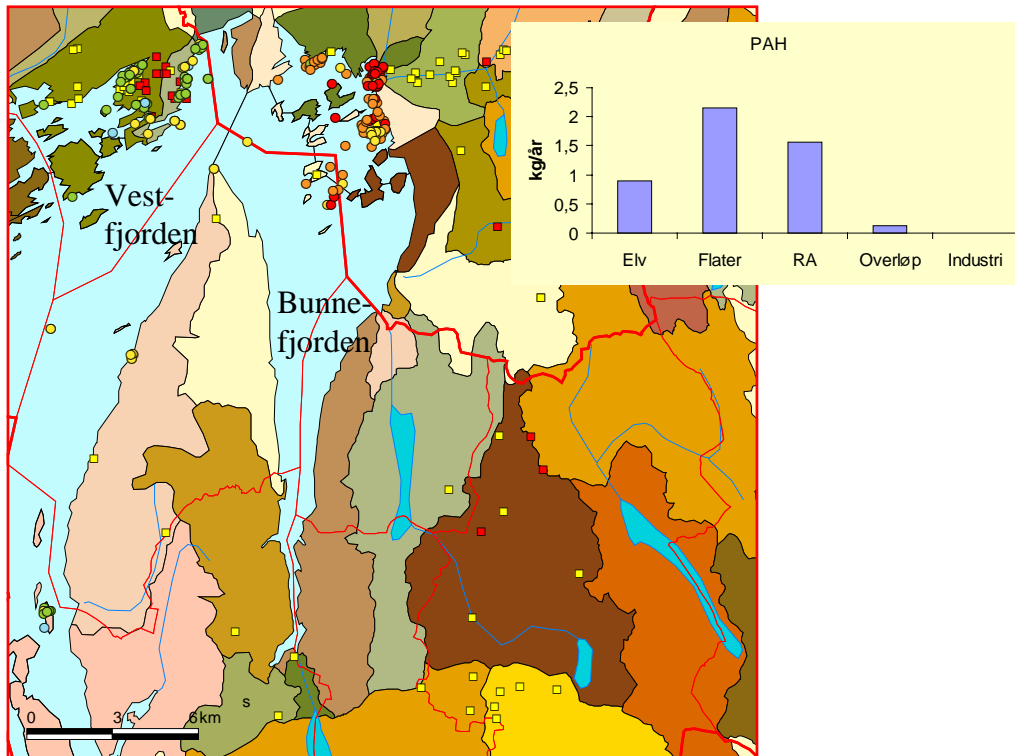 PAH
kg/år
2,5
2
1,5
1
0,5
0
Elv Flater RA Overløp Industri
Vest-
fjorden
Bunne-
fjorden
s
0 3 6km